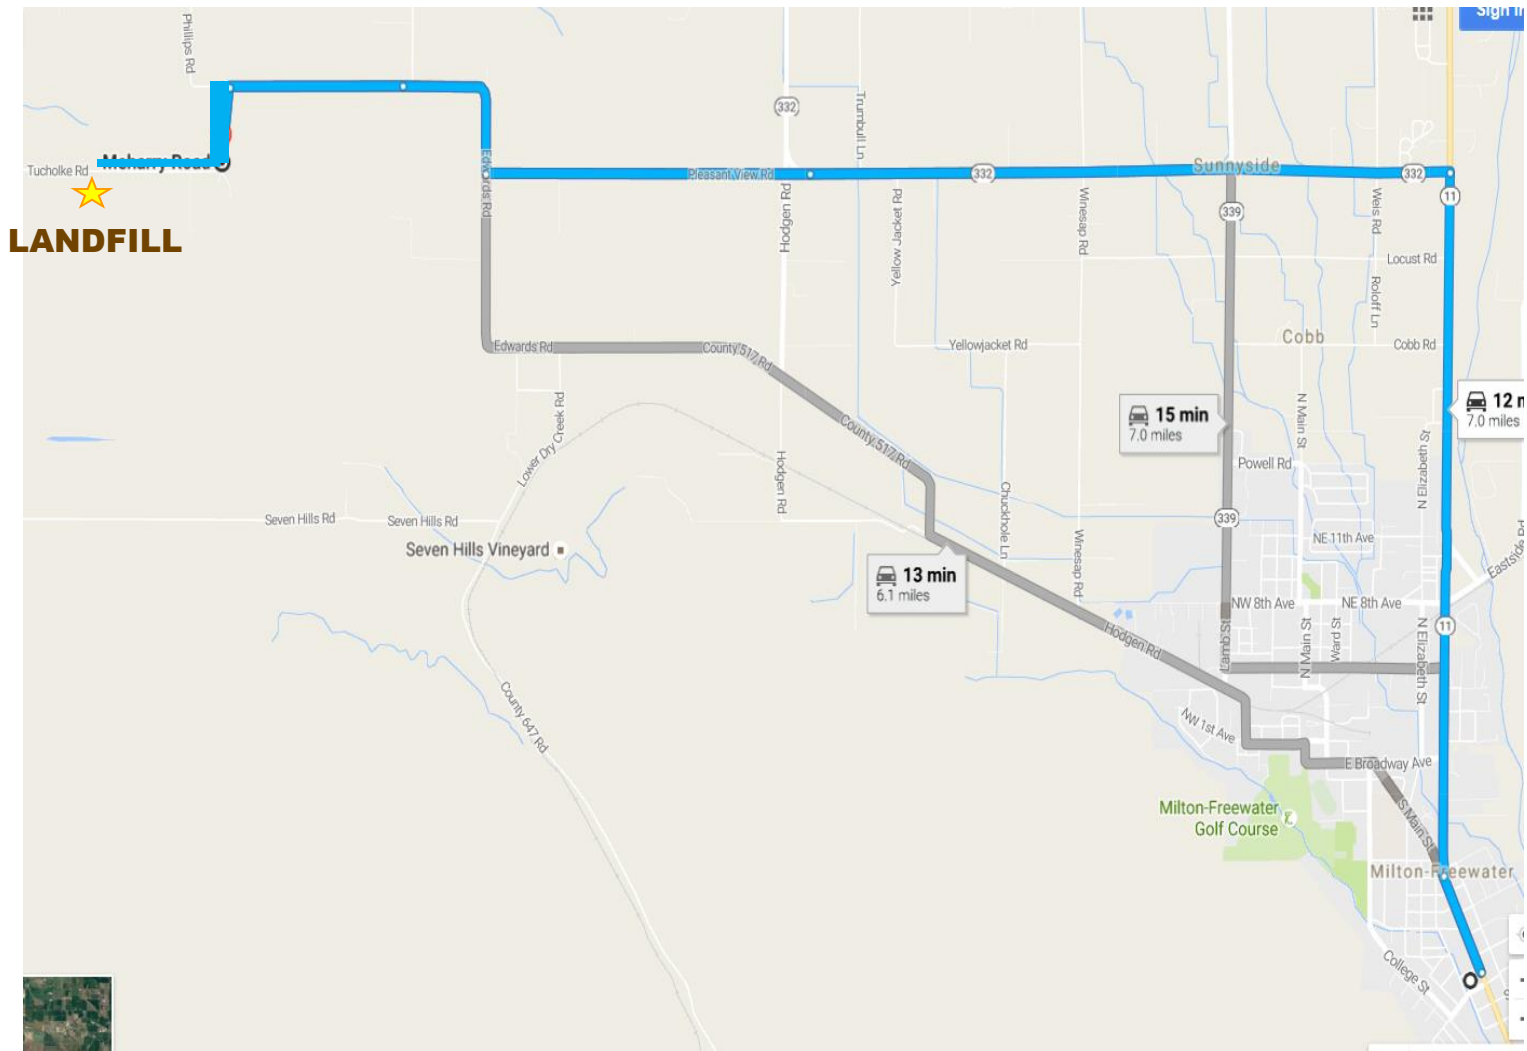 Sign in
Phillips Rd
332
Trumbull Ln
Tucholke Rd
Mcharry Road
LANDFILL
Edwards Rd
Pleasant View Rd
332
Sunnyside
332
11
Hodgen Rd
Yellow Jacket Rd
Winesap Rd
339
Weis Rd
Locust Rd
Roloff Ln
Edwards Rd
County 517 Rd
Yellowjacket Rd
Cobb
Cobb Rd
15 min
7.0 miles
12 m
7.0 miles
N Main St
N Elizabeth St
Lower Dry Creek Rd
County 517 Rd
Powell Rd
Hodgen Rd
Chuckhole Ln
Seven Hills Rd
Seven Hills Rd
Seven Hills Vineyard
339
NE 11th Ave
Eastside Rd
13 min
6.1 miles
Winesap Rd
NW 8th Ave
NE 8th Ave
Hodgen Rd
Lamb St
N Main St
Ward St
N Elizabeth St
11
County 647 Rd
NW 1st Ave
E Broadway Ave
Milton-Freewater
Golf Course
S Main St
Milton-Freewater
College St